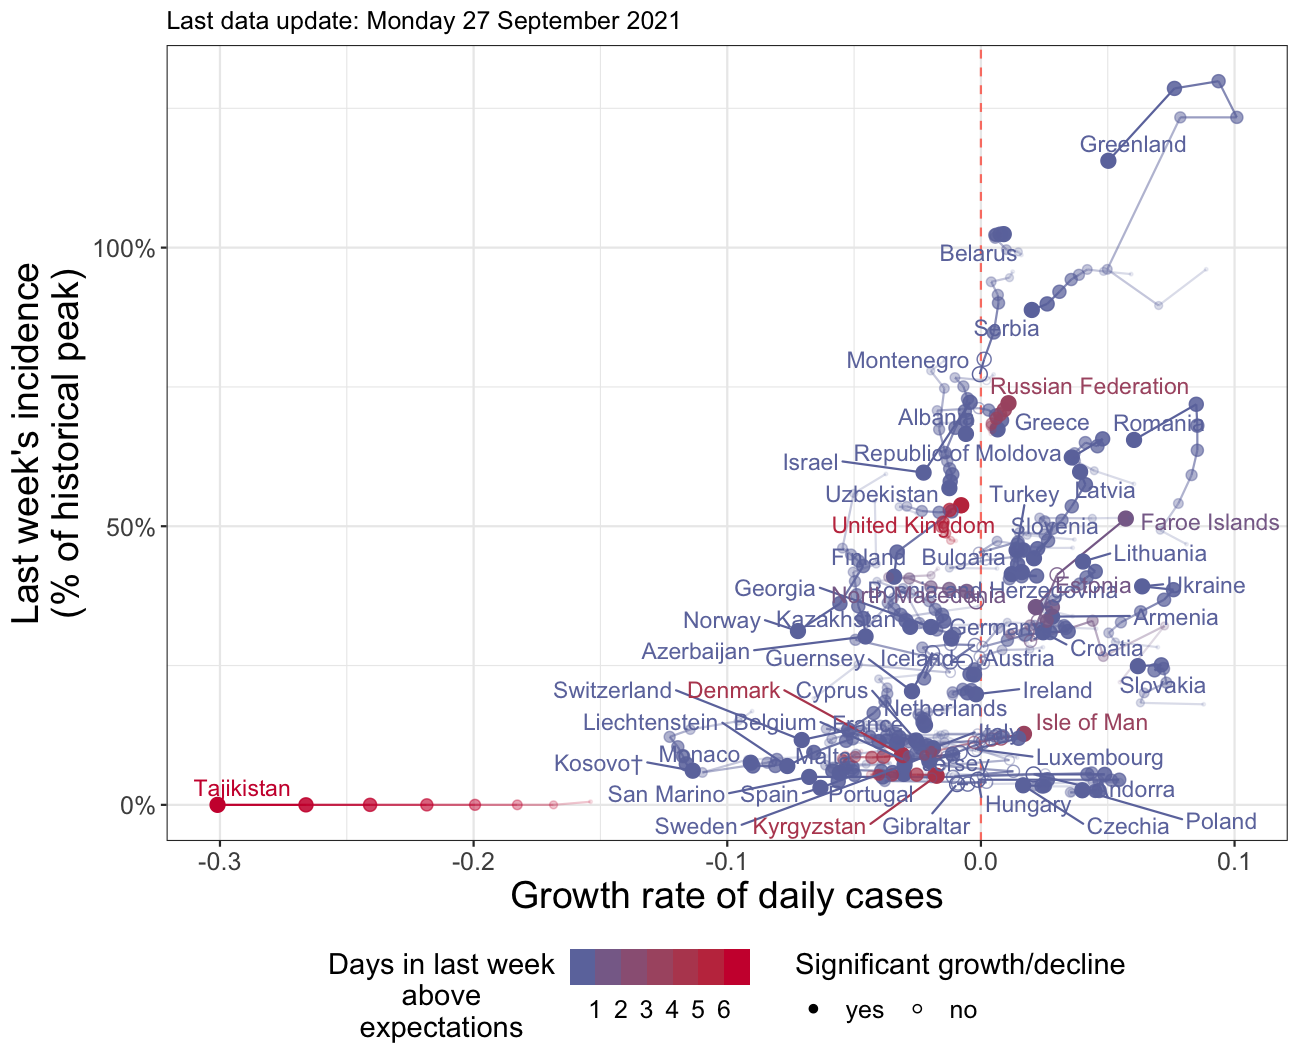 Last data update: Monday 27 September 2021
Last week's incidence
(% of historical peak)
100%
50%
0%
Greenland
Belarus
Serbia
Montenegro
Russian Federation
Greece
Romania
Republic of Moldova
Israel
Uzbekistan
Turkey
Latvia
United Kingdom
Slovenia
Faroe Islands
Finland
Bulgaria
Lithuania
Georgia
North Macedonia
Bosnia and Herzegovina
Estonia
Ukraine
Norway
Kazakhstan
Germany
Armenia
Azerbaijan
Guernsey
Iceland
Austria
Croatia
Switzerland
Denmark
Cyprus
Netherlands
Ireland
Slovakia
Liechtenstein
Belgium
France
Italy
Isle of Man
Kosovo†
Monaco
Malta
Luxembourg
Tajikistan
San Marino
Spain
Portugal
Hungary
Andorra
Sweden
Kyrgyzstan
Gibraltar
Czechia
Poland
-0.3
-0.2
-0.1
0.0
0.1
Growth rate of daily cases
Days in last week
above
expectations
1 2 3 4 5 6
Significant growth/decline
yes
no